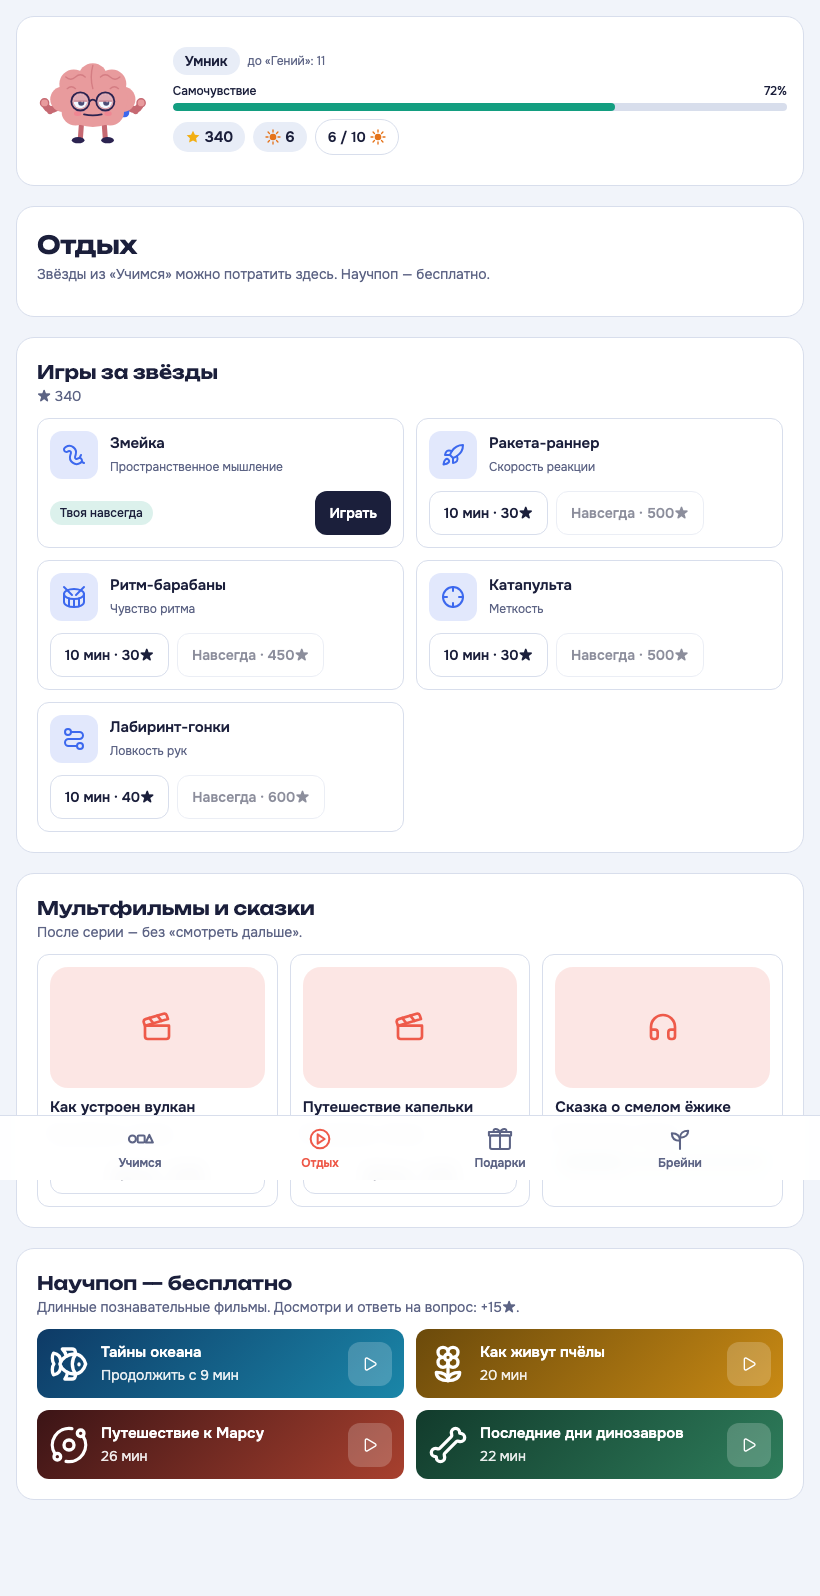 Умник до «Гений»: 11
Самочувствие 72%
340 6 6 / 10
Отдых
Звёзды из «Учимся» можно потратить здесь. Научпоп — бесплатно.
Игры за звёзды
★ 340
Змейка
Пространственное мышление
Твоя навсегда Играть
Ракета-раннер
Скорость реакции
10 мин · 30★ Навсегда · 500★
Ритм-барабаны
Чувство ритма
10 мин · 30★ Навсегда · 450★
Катапульта
Меткость
10 мин · 30★ Навсегда · 500★
Лабиринт-гонки
Ловкость рук
10 мин · 40★ Навсегда · 600★
Мультфильмы и сказки
После серии — без «смотреть дальше».
Как устроен вулкан
Путешествие капельки
Сказка о смелом ёжике
Учимся Отдых Подарки Брейни
Научпоп — бесплатно
Длинные познавательные фильмы. Досмотри и ответь на вопрос: +15★.
Тайны океана
Продолжить с 9 мин
Как живут пчёлы
20 мин
Путешествие к Марсу
26 мин
Последние дни динозавров
22 мин